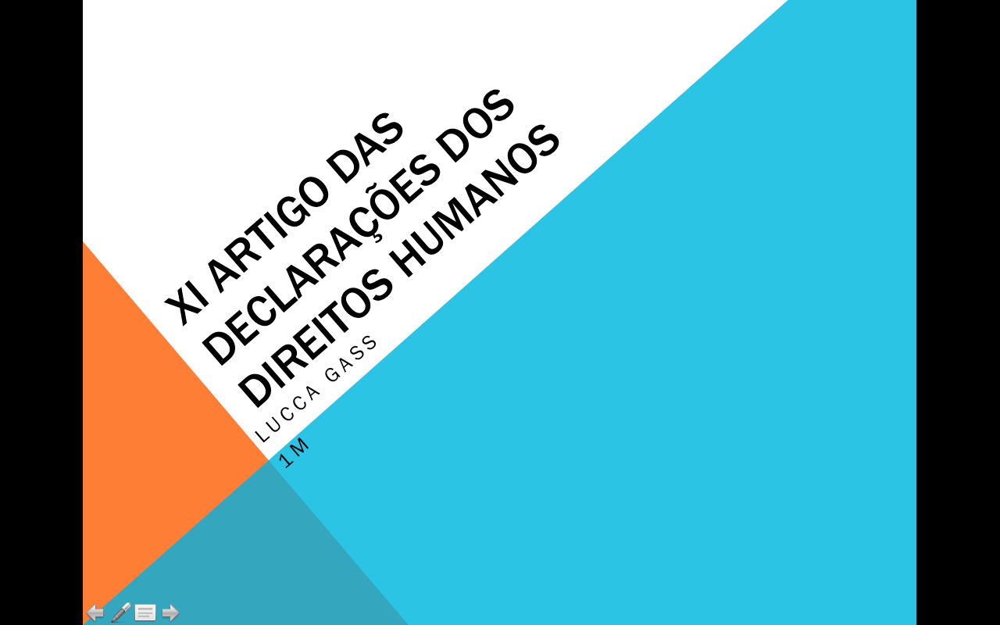 XI ARTIGO DAS
DECLARAÇÕES DOS
DIREITOS HUMANOS
LUCCA GASS
1M